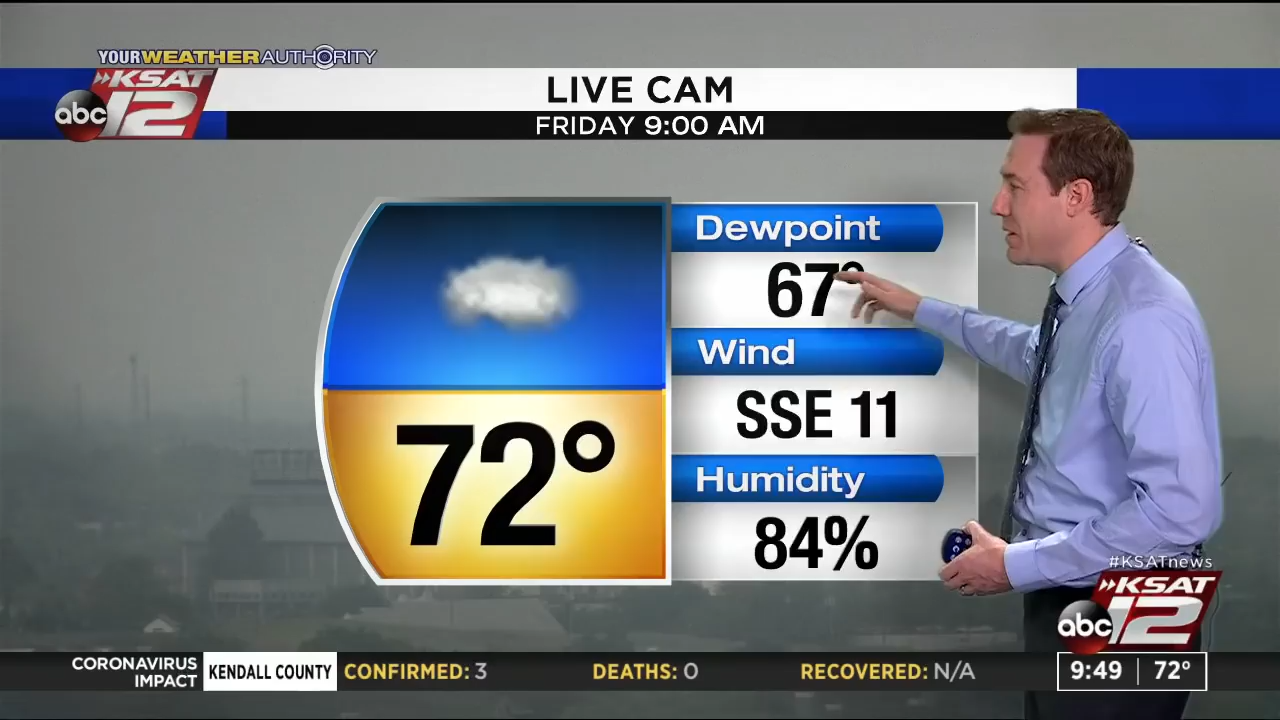 YOUR WEATHER AUTHORITY
KSAT
abc 12
LIVE CAM
FRIDAY 9:00 AM
Dewpoint
67°
Wind
SSE 11
72°
Humidity
84%
#KSATnews
KSAT
abc 12
CORONAVIRUS IMPACT
KENDALL COUNTY
CONFIRMED: 3
DEATHS: 0
RECOVERED: N/A
9:49
72°